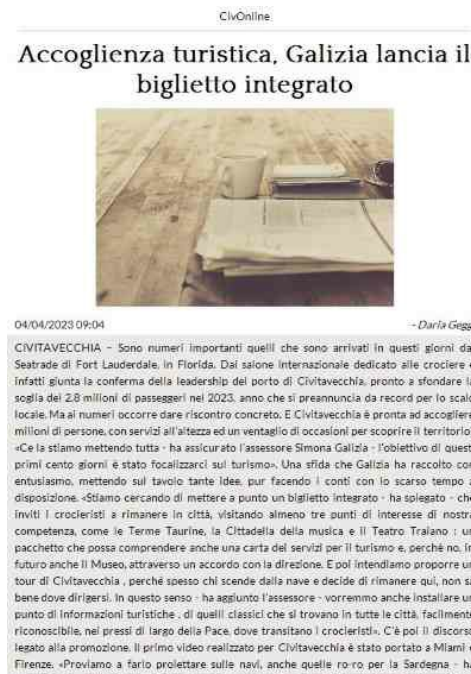 CivOnline
Accoglienza turistica, Galizia lancia il
biglietto integrato
04/04/2023 09:04
- Daria Geggi
CIVITAVECCHIA – Sono numeri importanti quelli che sono arrivati in questi giorni dal
Seatrade di Fort Lauderdale, in Florida. Dal salone internazionale dedicato alle crociere è
infatti giunta la conferma della leadership del porto di Civitavecchia, pronto a sfondare la
soglia dei 2,8 milioni di passeggeri nel 2023, anno che si preannuncia da record per lo scalo
locale. Ma ai numeri occorre dare riscontro concreto. E Civitavecchia è pronta ad accogliere
milioni di persone, con servizi all'altezza ed un ventaglio di occasioni per scoprire il territorio.
«Ce la stiamo mettendo tutta - ha assicurato l'assessore Simona Galizia - l'obiettivo di questi
primi cento giorni è stato focalizzarci sul turismo». Una sfida che Galizia ha raccolto con
entusiasmo, mettendo sul tavolo tante idee, pur facendo i conti con lo scarso tempo a
disposizione. «Stiamo cercando di mettere a punto un biglietto integrato - ha spiegato - che
inviti i crocieristi a rimanere in città, visitando almeno tre punti di interesse di nostra
competenza, come le Terme Taurine, la Cittadella della musica e il Teatro Traiano : un
pacchetto che possa comprendere anche una carta dei servizi per il turismo e, perché no, in
futuro anche il Museo, attraverso un accordo con la direzione. E poi intendiamo proporre un
tour di Civitavecchia , perché spesso chi scende dalla nave e decide di rimanere qui, non sa
bene dove dirigersi. In questo senso - ha aggiunto l'assessore - vorremmo anche installare un
punto di informazioni turistiche , di quelli classici che si trovano in tutte le città, facilmente
riconoscibile, nei pressi di largo della Pace, dove transitano i crocieristi». C'è poi il discorso
legato alla promozione. Il primo video realizzato per Civitavecchia è stato portato a Miami e
Firenze. «Proviamo a farlo proiettare sulle navi, anche quelle ro-ro per la Sardegna - ha